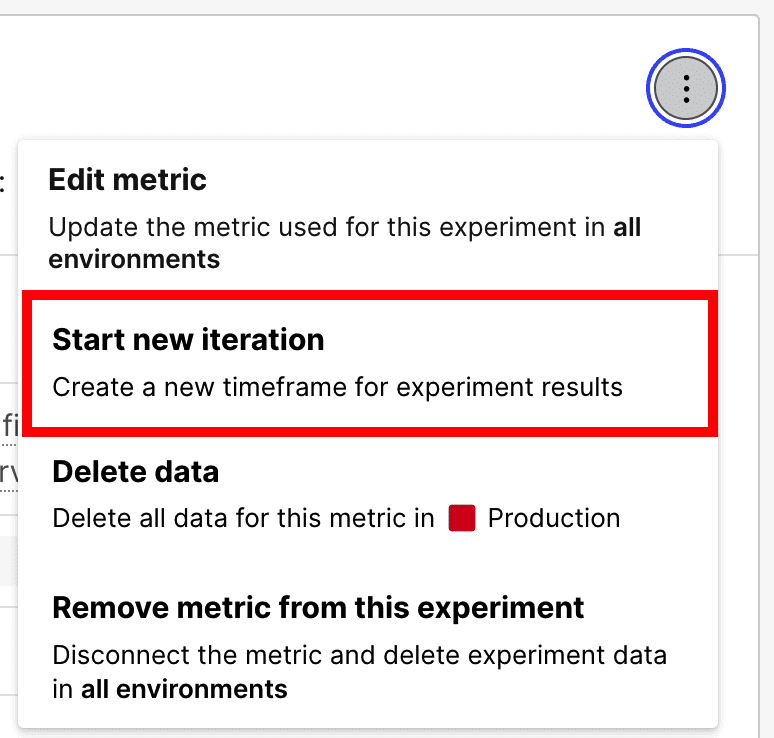 :
Edit metric
Update the metric used for this experiment in all
environments
Start new iteration
Create a new timeframe for experiment results
fi
rv
Delete data
Delete all data for this metric in Production
Remove metric from this experiment
Disconnect the metric and delete experiment data
in all environments